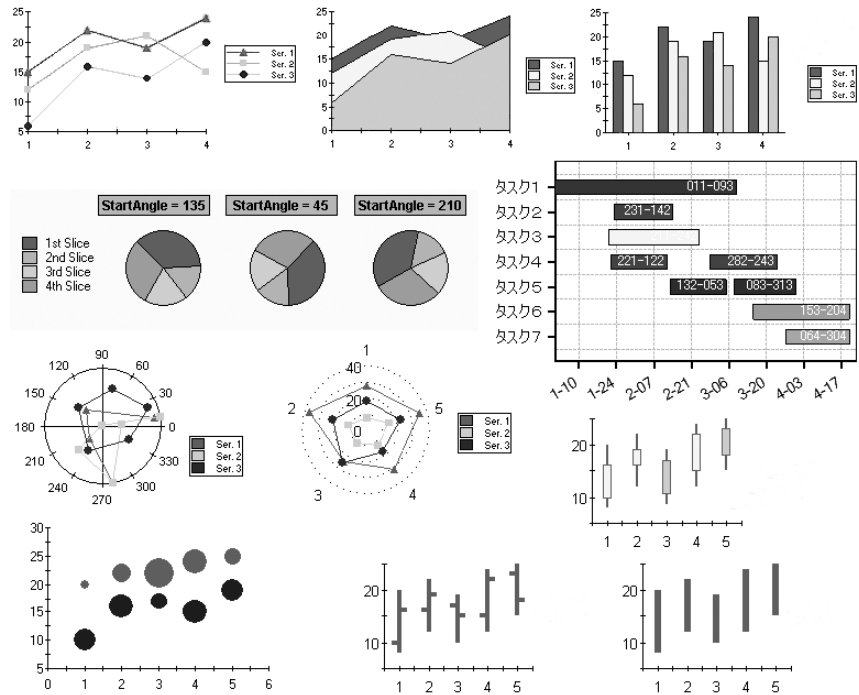 25
20
15
10
5
1 2 3 4
Ser. 1
Ser. 2
Ser. 3
25
20
15
10
5
0
1 2 3 4
Ser. 1
Ser. 2
Ser. 3
25
20
15
10
5
0
1 2 3 4
Ser. 1
Ser. 2
Ser. 3
StartAngle = 135
StartAngle = 45
StartAngle = 210
1st Slice
2nd Slice
3rd Slice
4th Slice
タスク1
タスク2
タスク3
タスク4
タスク5
タスク6
タスク7
011-093
231-142
221-122
282-243
132-053
083-313
153-204
064-304
1-10 1-24 2-07 2-21 3-06 3-20 4-03 4-17
90
120 60
150 30
180 0
210 330
240 300
270
Ser. 1
Ser. 2
Ser. 3
1
40
20
0
2 5
3 4
Ser. 1
Ser. 2
Ser. 3
20
10
1 2 3 4 5
30
25
20
15
10
5
0 1 2 3 4 5 6
20
10
1 2 3 4 5
20
10
1 2 3 4 5